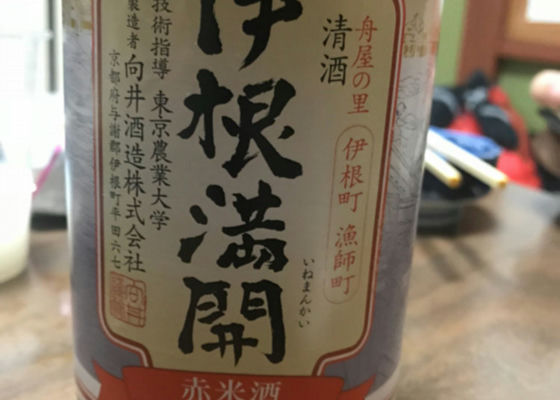 舟屋の里
伊根町 漁師町
清酒
伊根満開
いねまんかい
技術指導 東京農業大学
製造者 向井酒造株式会社
京都府与謝郡伊根町平田六七
赤米酒